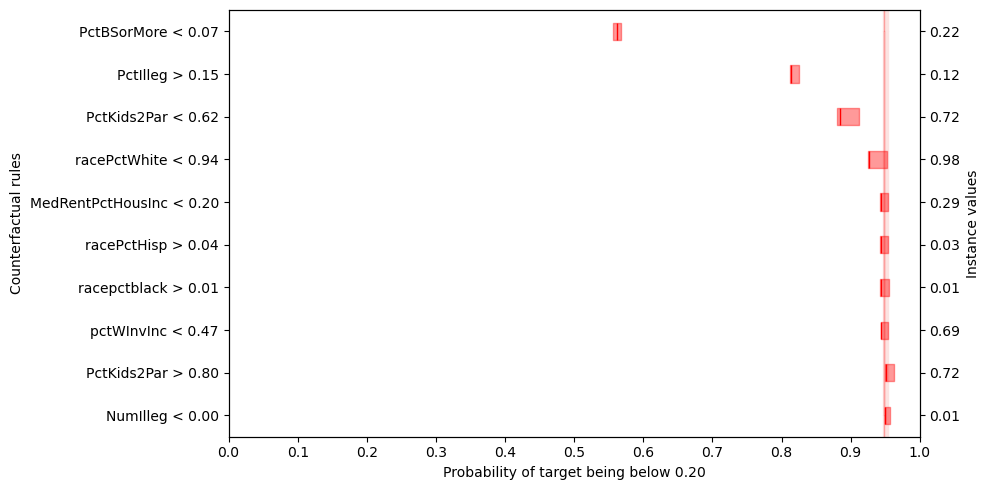 PctBSorMore < 0.07 0.22
PctIlleg > 0.15 0.12
PctKids2Par < 0.62 0.72
racePctWhite < 0.94 0.98
MedRentPctHousInc < 0.20 0.29
racePctHisp > 0.04 0.03
racepctblack > 0.01 0.01
pctWInvInc < 0.47 0.69
PctKids2Par > 0.80 0.72
NumIlleg < 0.00 0.01
Counterfactual rules
Instance values
0.0 0.1 0.2 0.3 0.4 0.5 0.6 0.7 0.8 0.9 1.0
Probability of target being below 0.20